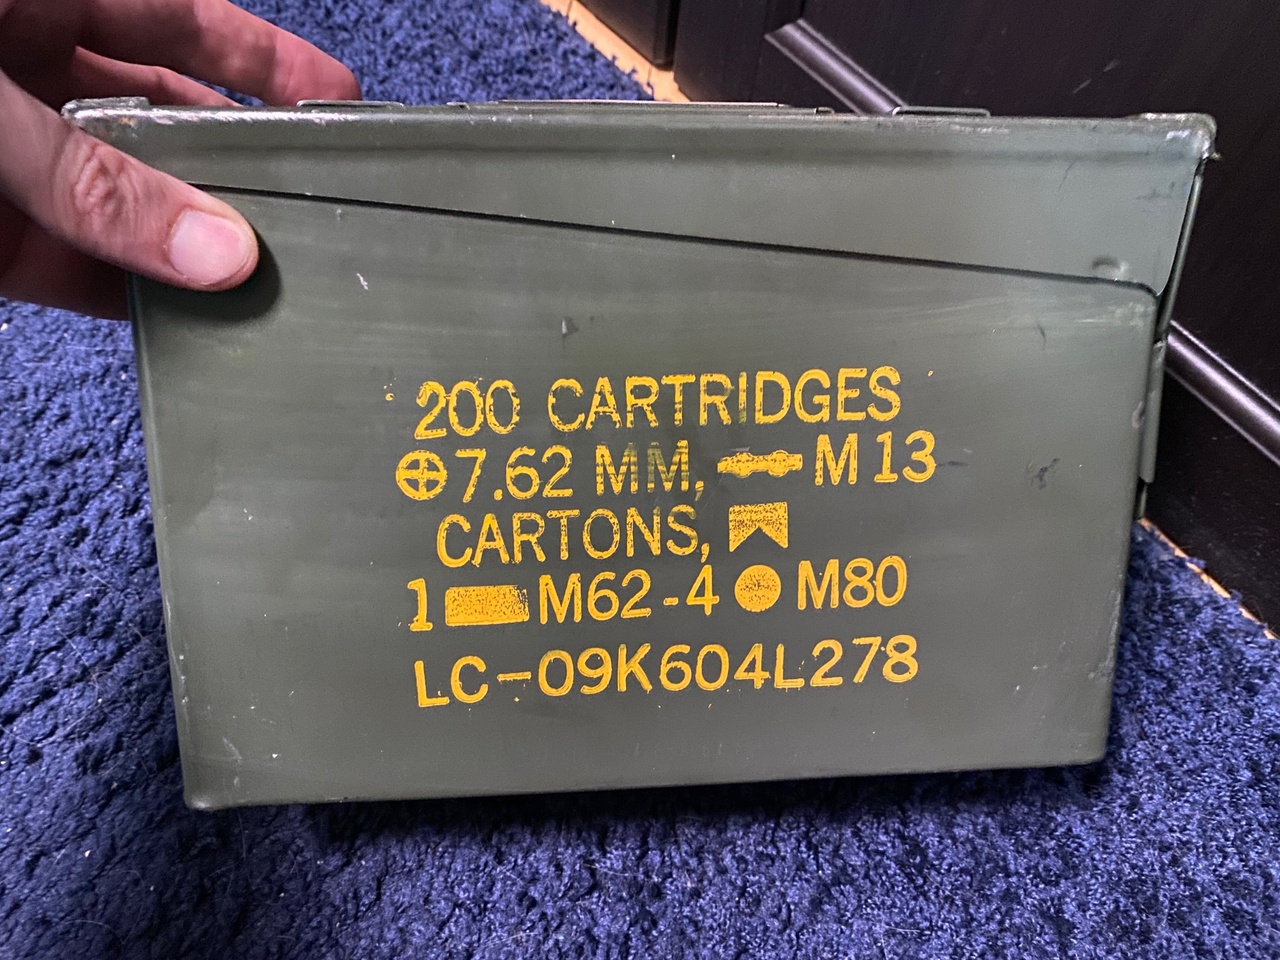 200 CARTRIDGES
7.62 MM, M13
CARTONS,
1 M62-4 M80
LC-09K604L278